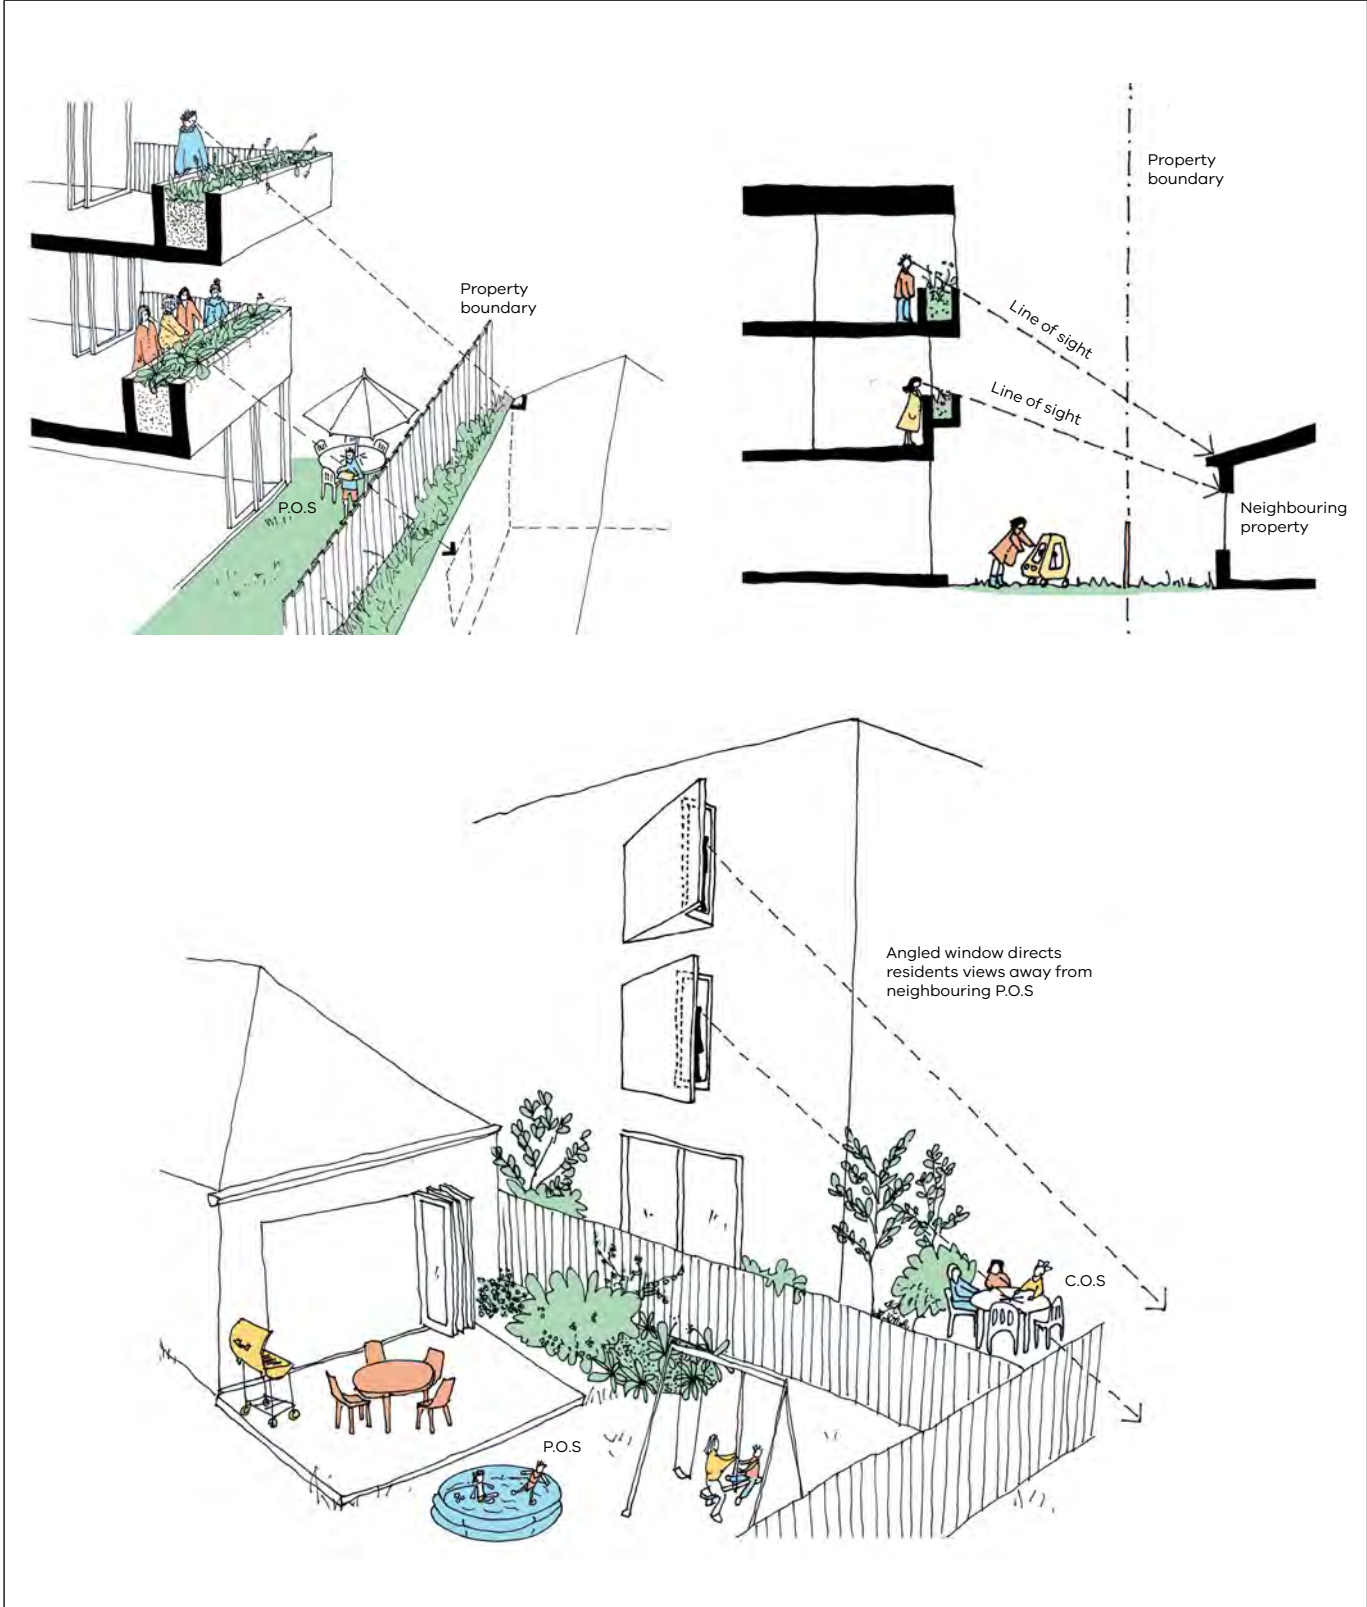 Property
boundary
P.O.S
Property
boundary
Line of sight
Line of sight
Neighbouring
property
Angled window directs
residents views away from
neighbouring P.O.S
C.O.S
P.O.S